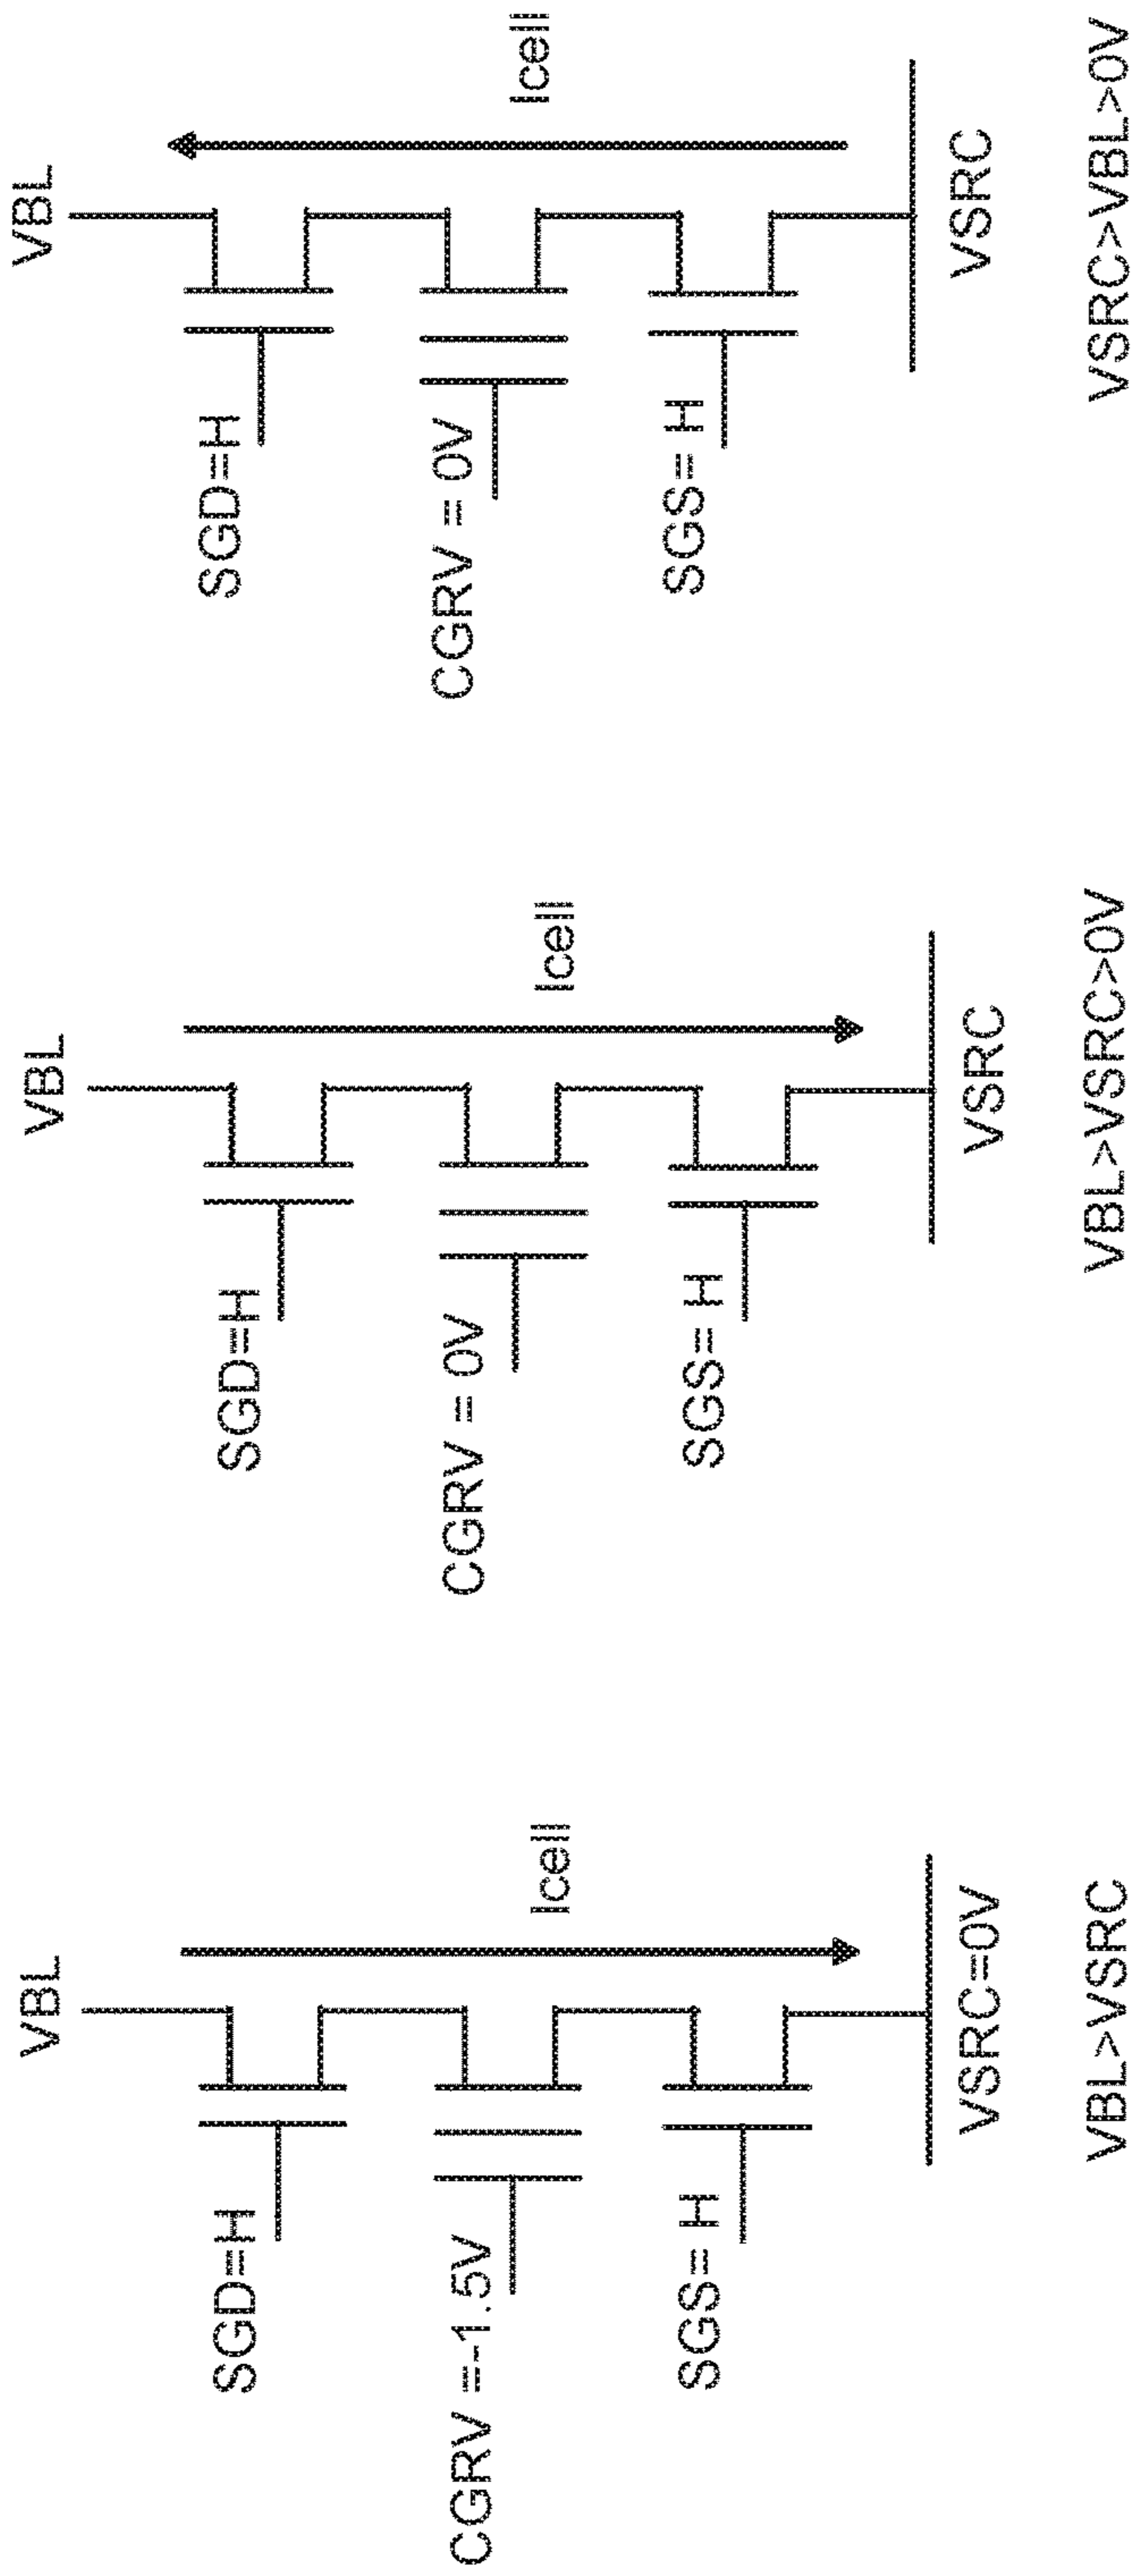 VBL
SGD=H
Icell
CGRV =-1.5V
SGS= H
VSRC=0V
VBL>VSRC
VBL
SGD=H
Icell
CGRV = 0V
SGS= H
VSRC
VBL>VSRC>0V
VBL
SGD=H
Icell
CGRV = 0V
SGS= H
VSRC
VSRC>VBL>0V